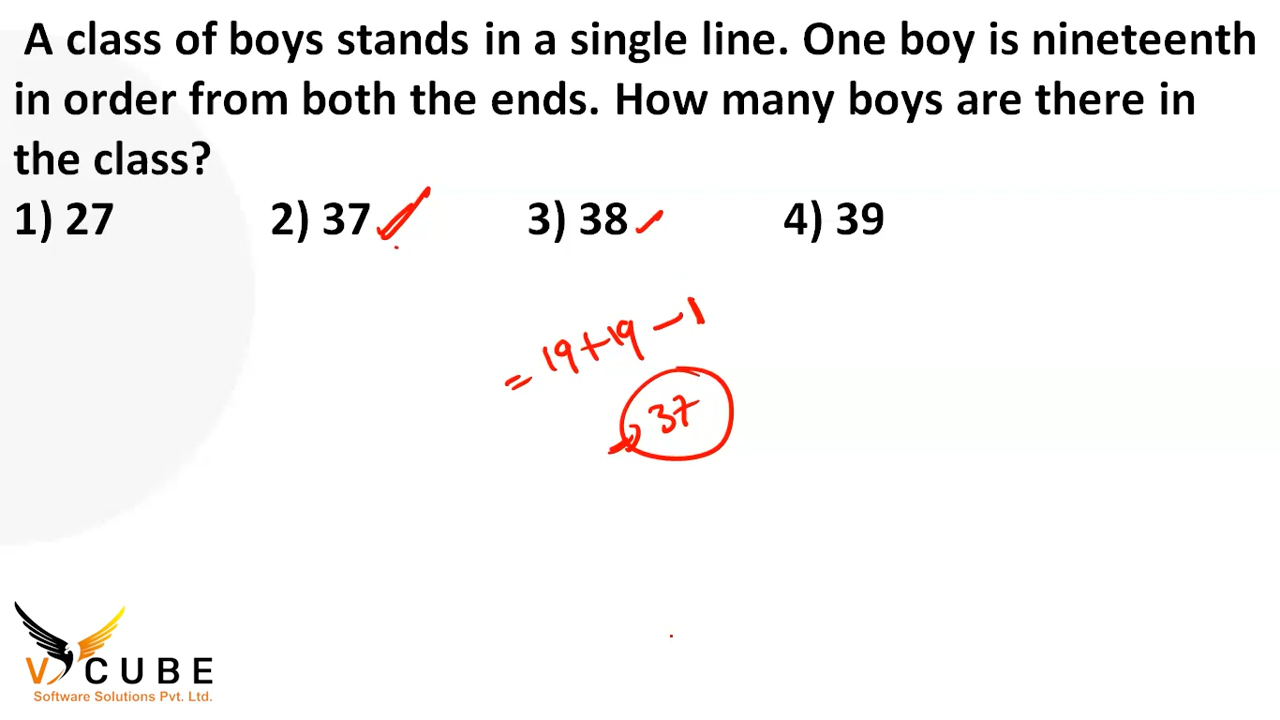 A class of boys stands in a single line. One boy is nineteenth
in order from both the ends. How many boys are there in
the class?
1) 27 2) 37 3) 38 4) 39
= 19+19-1
37
V CUBE
Software Solutions Pvt. Ltd.